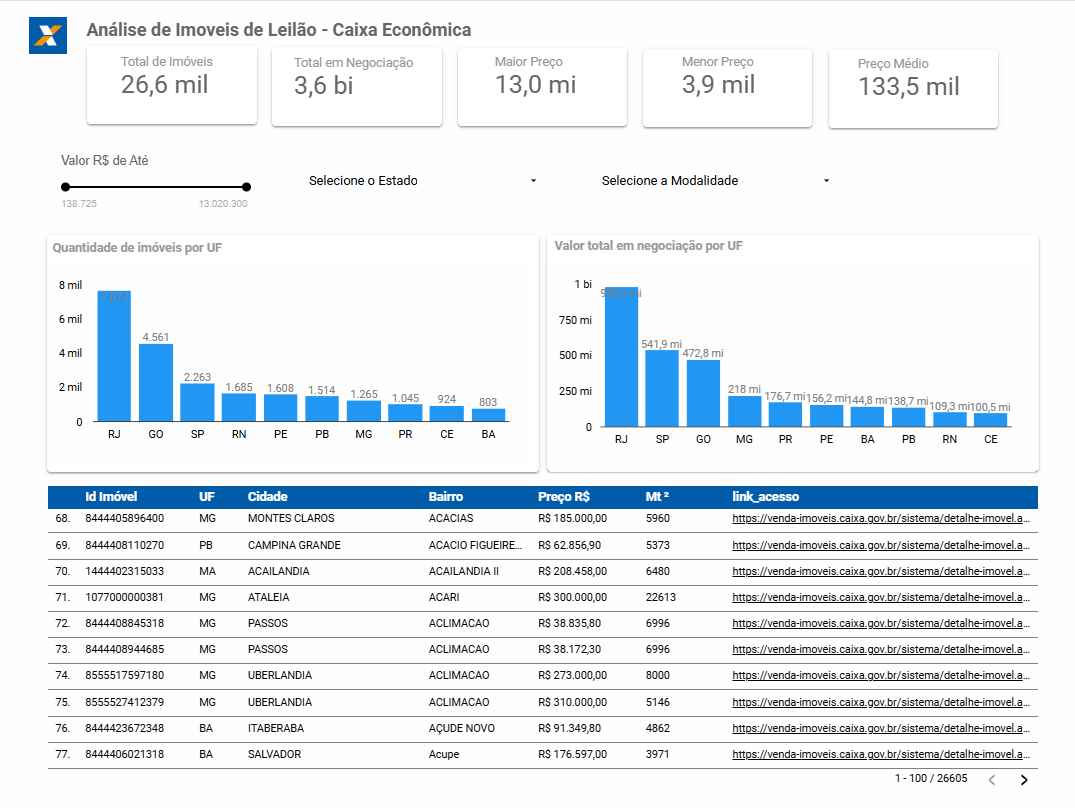 Análise de Imoveis de Leilão - Caixa Econômica
Total de Imóveis
26,6 mil
Total em Negociação
3,6 bi
Maior Preço
13,0 mi
Menor Preço
3,9 mil
Preço Médio
133,5 mil
Valor R$ de Até
138.725 13.020.300
Selecione o Estado
Selecione a Modalidade
Quantidade de imóveis por UF
8 mil
6 mil
4 mil
2 mil
0
4.561
2.263
1.685
1.608
1.514
1.265
1.045
924
803
RJ GO SP RN PE PB MG PR CE BA
Valor total em negociação por UF
1 bi
750 mi
500 mi
250 mi
0
541,9 mi
472,8 mi
218 mi
176,7 mi
156,2 mi
144,8 mi
138,7 mi
109,3 mi
100,5 mi
RJ SP GO MG PR PE BA PB RN CE
Id Imóvel UF Cidade Bairro Preço R$ Mt ² link_acesso
68. 8444405896400 MG MONTES CLAROS ACACIAS R$ 185.000,00 5960 https://venda-imoveis.caixa.gov.br/sistema/detalhe-imovel.a...
69. 8444408110270 PB CAMPINA GRANDE ACACIO FIGUEIRE... R$ 62.856,90 5373 https://venda-imoveis.caixa.gov.br/sistema/detalhe-imovel.a...
70. 1444402315033 MA ACAILANDIA ACAILANDIA II R$ 208.458,00 6480 https://venda-imoveis.caixa.gov.br/sistema/detalhe-imovel.a...
71. 1077000000381 MG ATALEIA ACARI R$ 300.000,00 22613 https://venda-imoveis.caixa.gov.br/sistema/detalhe-imovel.a...
72. 8444408845318 MG PASSOS ACLIMACAO R$ 38.835,80 6996 https://venda-imoveis.caixa.gov.br/sistema/detalhe-imovel.a...
73. 8444408944685 MG PASSOS ACLIMACAO R$ 38.172,30 6996 https://venda-imoveis.caixa.gov.br/sistema/detalhe-imovel.a...
74. 8555517597180 MG UBERLANDIA ACLIMACAO R$ 273.000,00 8000 https://venda-imoveis.caixa.gov.br/sistema/detalhe-imovel.a...
75. 8555527412379 MG UBERLANDIA ACLIMACAO R$ 310.000,00 5146 https://venda-imoveis.caixa.gov.br/sistema/detalhe-imovel.a...
76. 8444423672348 BA ITABERABA AÇUDE NOVO R$ 91.349,80 4862 https://venda-imoveis.caixa.gov.br/sistema/detalhe-imovel.a...
77. 8444406021318 BA SALVADOR Acupe R$ 176.597,00 3971 https://venda-imoveis.caixa.gov.br/sistema/detalhe-imovel.a...
1 - 100 / 26605